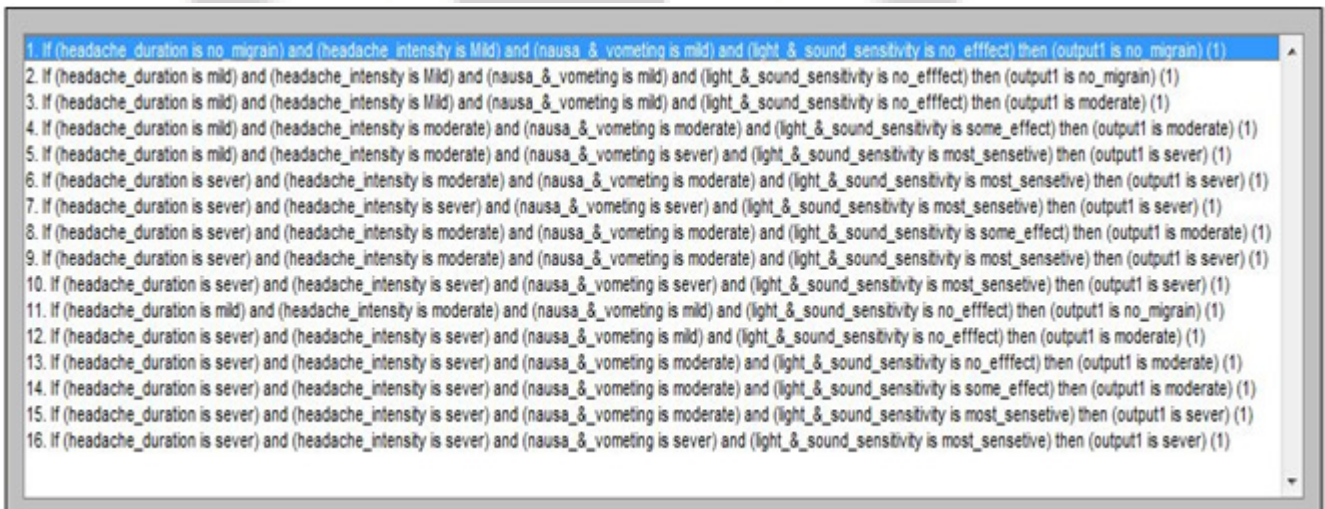 1. If (headache_duration is no_migrain) and (headache_intensity is Mild) and (nausa_&_vometing is mild) and (light_&_sound_sensitivity is no_efffect) then (output1 is no_migrain) (1)
2. If (headache_duration is mild) and (headache_intensity is Mild) and (nausa_&_vometing is mild) and (light_&_sound_sensitivity is no_efffect) then (output1 is no_migrain) (1)
3. If (headache_duration is mild) and (headache_intensity is Mild) and (nausa_&_vometing is mild) and (light_&_sound_sensitivity is no_efffect) then (output1 is moderate) (1)
4. If (headache_duration is mild) and (headache_intensity is moderate) and (nausa_&_vometing is moderate) and (light_&_sound_sensitivity is some_effect) then (output1 is moderate) (1)
5. If (headache_duration is mild) and (headache_intensity is moderate) and (nausa_&_vometing is sever) and (light_&_sound_sensitivity is most_sensetive) then (output1 is sever) (1)
6. If (headache_duration is sever) and (headache_intensity is moderate) and (nausa_&_vometing is moderate) and (light_&_sound_sensitivity is most_sensetive) then (output1 is sever) (1)
7. If (headache_duration is sever) and (headache_intensity is sever) and (nausa_&_vometing is sever) and (light_&_sound_sensitivity is most_sensetive) then (output1 is sever) (1)
8. If (headache_duration is sever) and (headache_intensity is moderate) and (nausa_&_vometing is moderate) and (light_&_sound_sensitivity is some_effect) then (output1 is moderate) (1)
9. If (headache_duration is sever) and (headache_intensity is moderate) and (nausa_&_vometing is moderate) and (light_&_sound_sensitivity is most_sensetive) then (output1 is sever) (1)
10. If (headache_duration is sever) and (headache_intensity is sever) and (nausa_&_vometing is sever) and (light_&_sound_sensitivity is most_sensetive) then (output1 is sever) (1)
11. If (headache_duration is mild) and (headache_intensity is moderate) and (nausa_&_vometing is mild) and (light_&_sound_sensitivity is no_efffect) then (output1 is no_migrain) (1)
12. If (headache_duration is sever) and (headache_intensity is sever) and (nausa_&_vometing is mild) and (light_&_sound_sensitivity is no_efffect) then (output1 is moderate) (1)
13. If (headache_duration is sever) and (headache_intensity is sever) and (nausa_&_vometing is moderate) and (light_&_sound_sensitivity is no_efffect) then (output1 is moderate) (1)
14. If (headache_duration is sever) and (headache_intensity is sever) and (nausa_&_vometing is moderate) and (light_&_sound_sensitivity is some_effect) then (output1 is moderate) (1)
15. If (headache_duration is sever) and (headache_intensity is sever) and (nausa_&_vometing is moderate) and (light_&_sound_sensitivity is most_sensetive) then (output1 is sever) (1)
16. If (headache_duration is sever) and (headache_intensity is sever) and (nausa_&_vometing is sever) and (light_&_sound_sensitivity is most_sensetive) then (output1 is sever) (1)